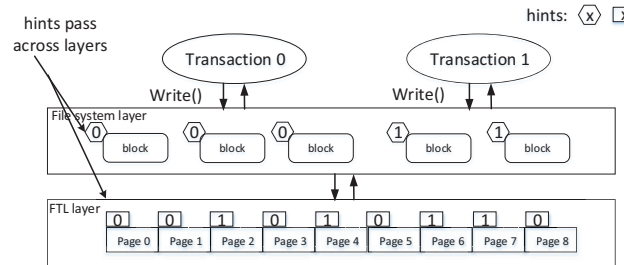 hints: x x
hints pass
across layers
Transaction 0 Transaction 1
Write() Write()
File system layer
0 0 0 1 1
block block block block block
FTL layer
0 0 1 0 1 0 1 1 0
Page 0 Page 1 Page 2 Page 3 Page 4 Page 5 Page 6 Page 7 Page 8